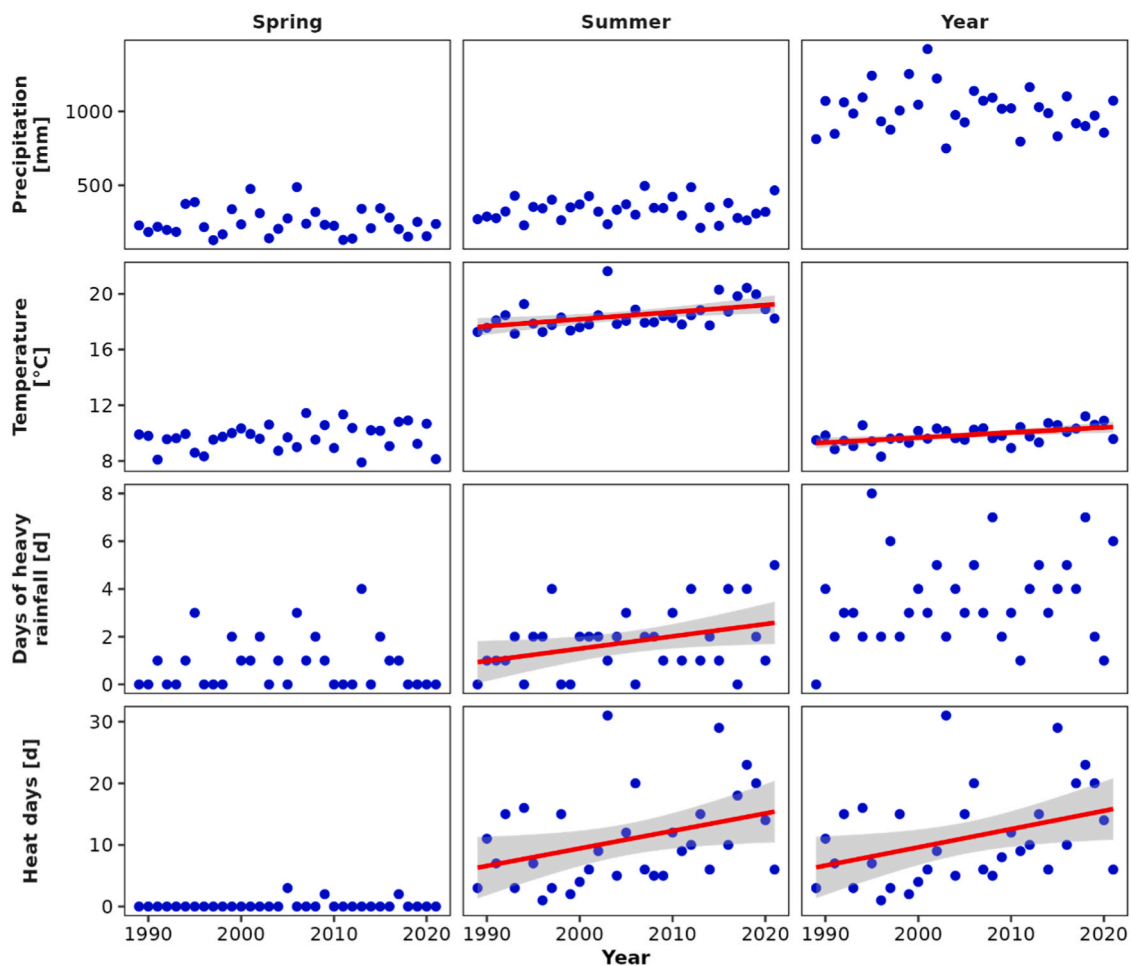 Spring Summer Year
Precipitation
[mm]
1000
500
Temperature
[°C]
20
16
12
8
Days of heavy
rainfall [d]
8
6
4
2
0
Heat days [d]
30
20
10
0
1990 2000 2010 2020 1990 2000 2010 2020 1990 2000 2010 2020
Year